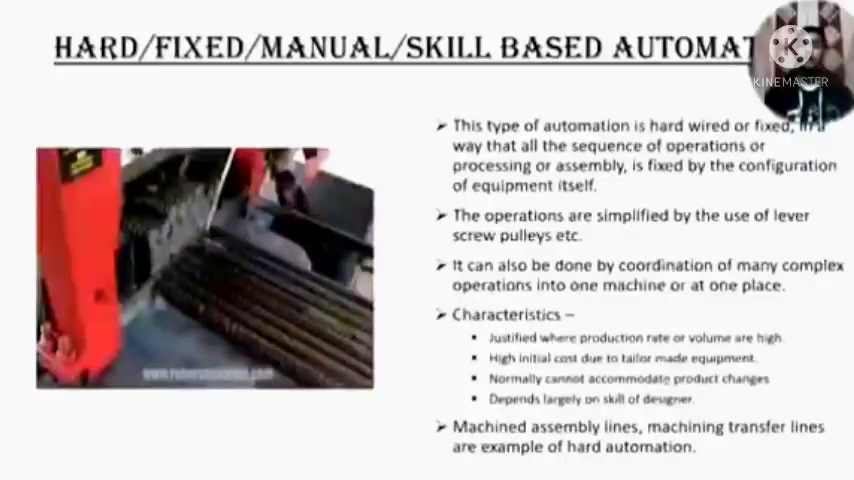 HARD/FIXED/MANUAL/SKILL BASED AUTOMAT
KINEMASTER
➢ This type of automation is hard wired or fixed, in a
way that all the sequence of operations or
processing or assembly, is fixed by the configuration
of equipment itself.
➢ The operations are simplified by the use of lever
screw pulleys etc.
➢ It can also be done by coordination of many complex
operations into one machine or at one place.
➢ Characteristics –
▪ Justified where production rate or volume are high.
▪ High initial cost due to tailor made equipment.
▪ Normally cannot accommodate product changes
▪ Depends largely on skill of designer.
➢ Machined assembly lines, machining transfer lines
are example of hard automation.